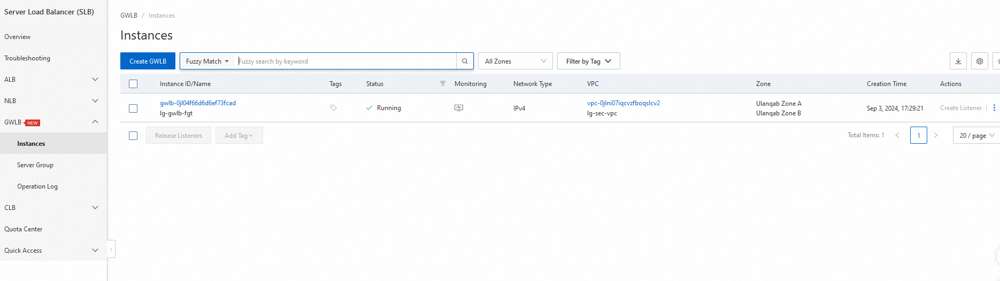 Server Load Balancer (SLB)
Overview
Troubleshooting
ALB
NLB
GWLB NEW
Instances
Server Group
Operation Log
CLB
Quota Center
Quick Access
GWLB / Instances
Instances
Create GWLB Fuzzy Match Fuzzy search by keyword All Zones Filter by Tag
Instance ID/Name Tags Status Monitoring Network Type VPC Zone Creation Time Actions
gwlb-0jl04f66d6d6ef73fcad
lg-gwlb-fgt
Running
IPv4
vpc-0jlni07iqcvzfboqslcv2
lg-sec-vpc
Ulanqab Zone A
Ulanqab Zone B
Sep 3, 2024, 17:29:21
Create Listener
Release Listeners Add Tag Total Items: 1 1 20 / page